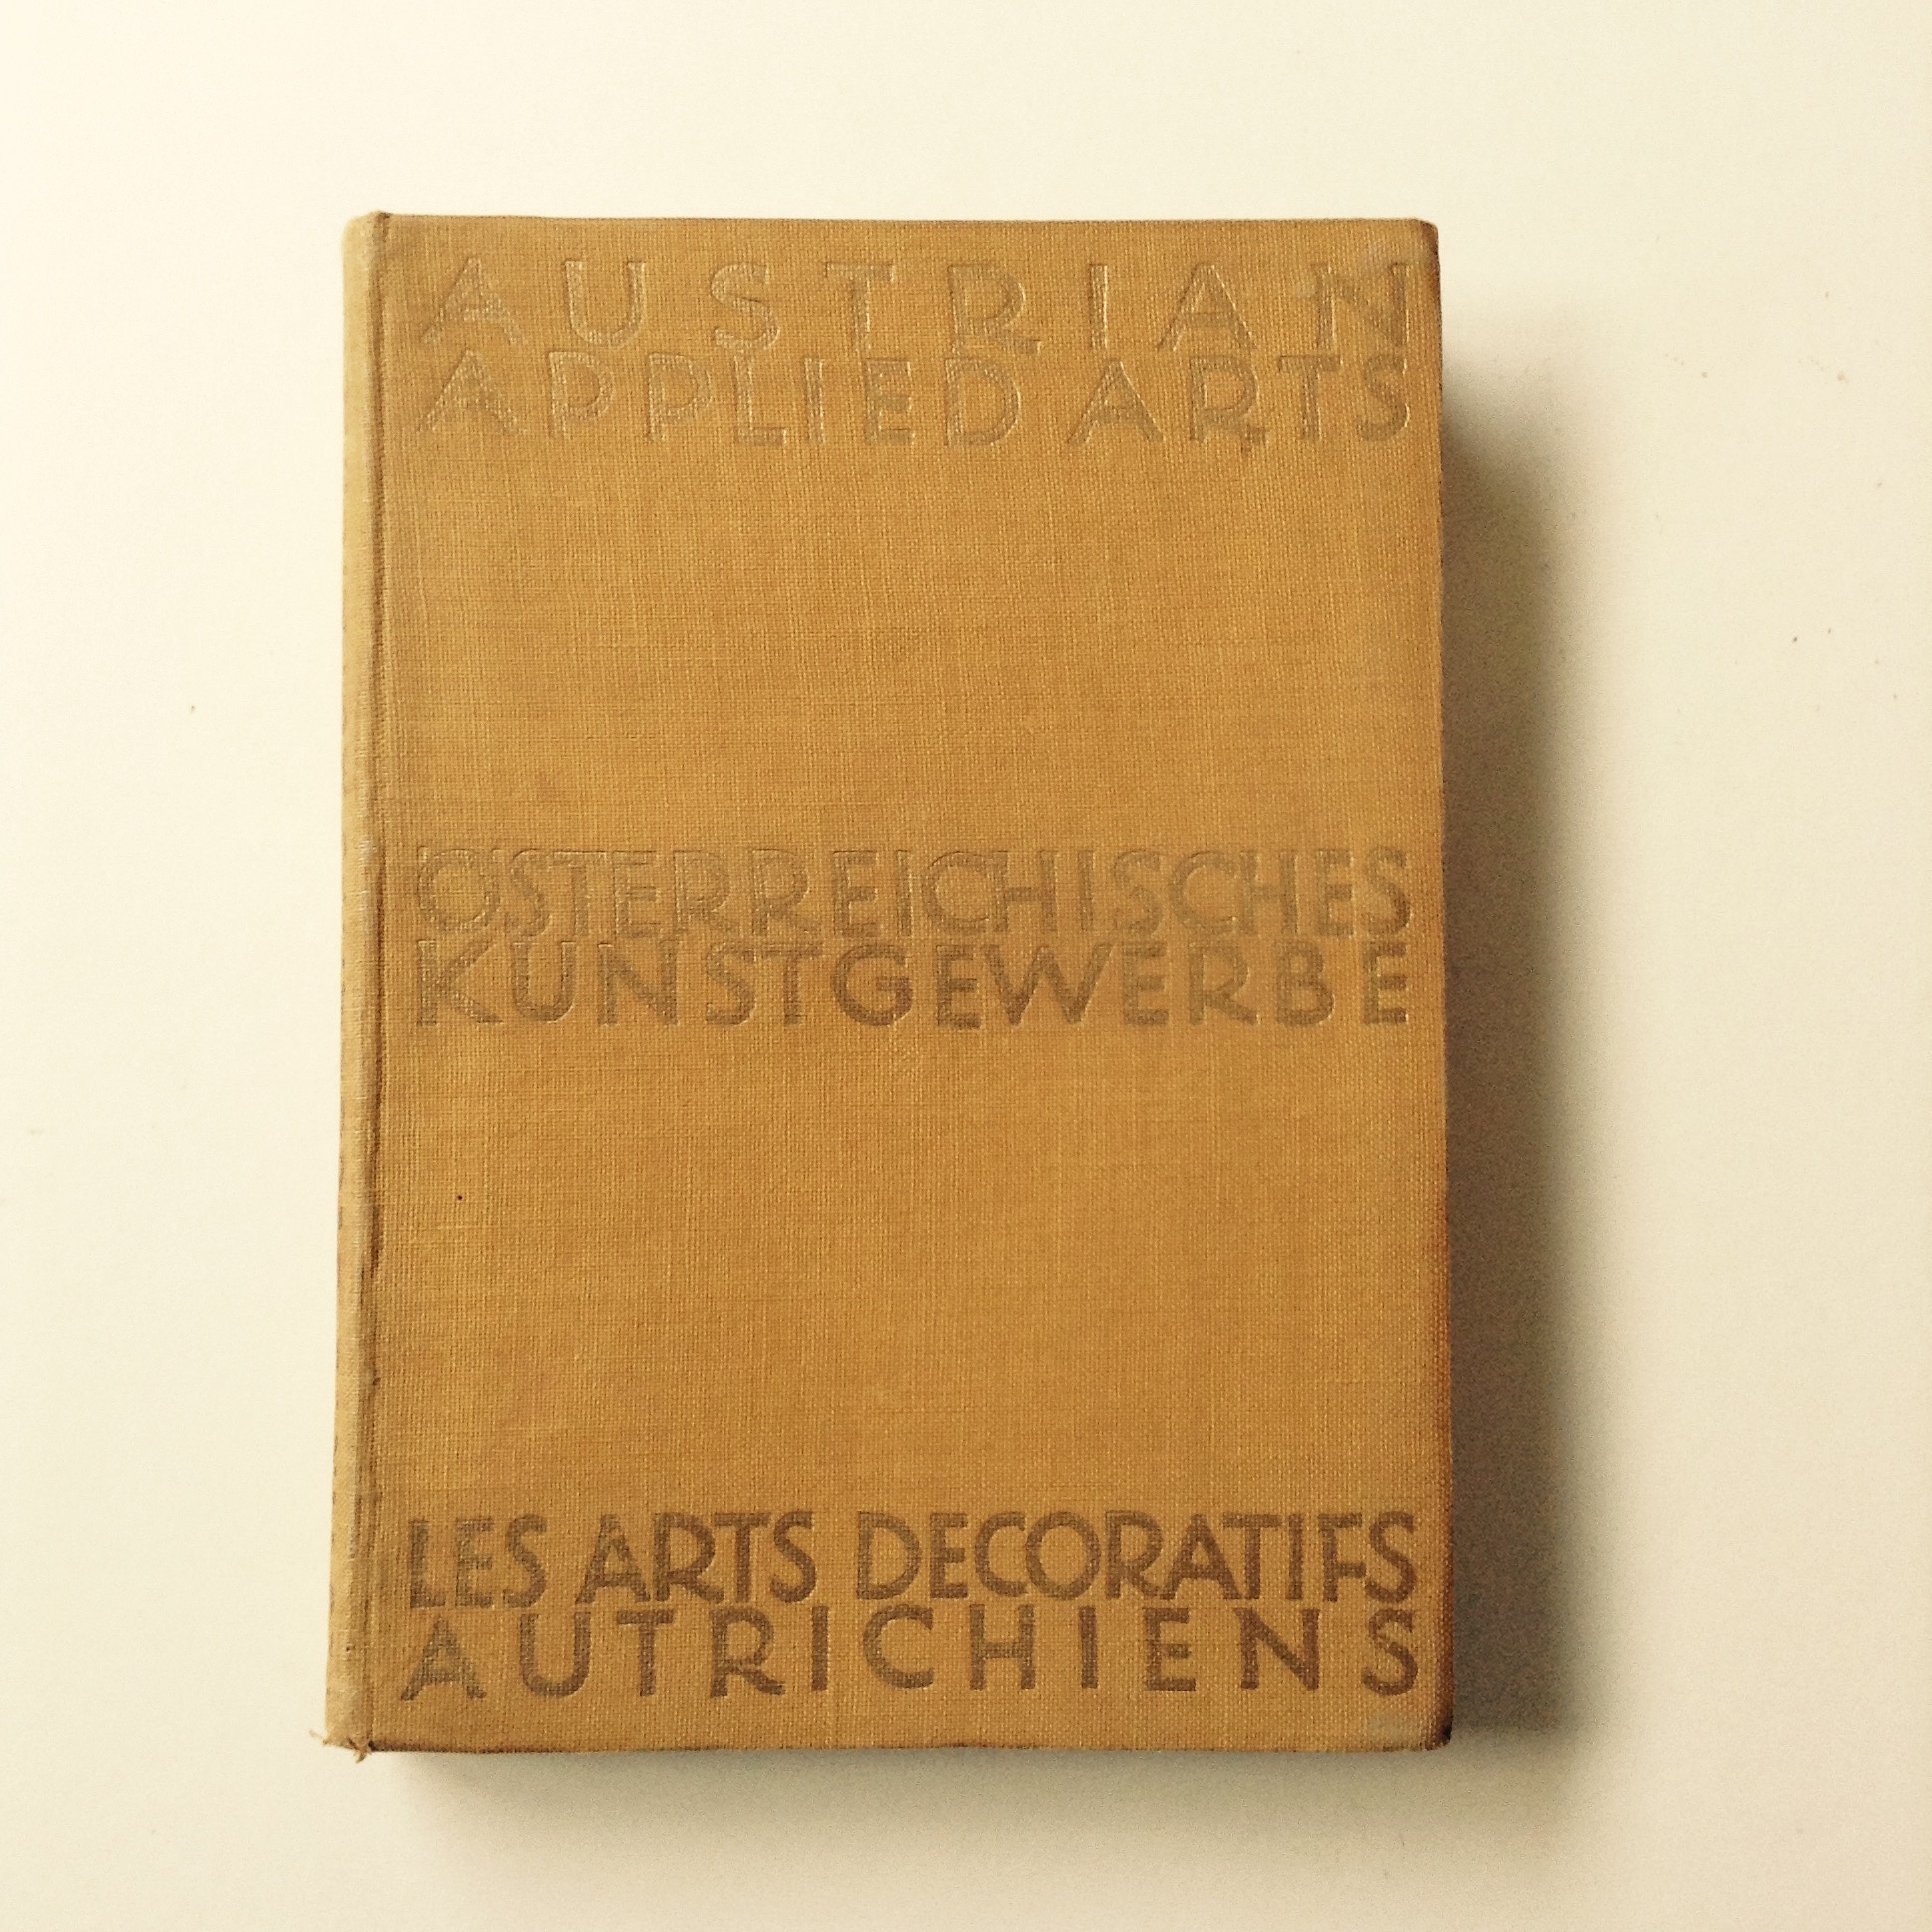 AUSTRIAN
APPLIED ARTS
ÖSTERREICHISCHES
KUNSTGEWERBE
LES ARTS DECORATIFS
AUTRICHIENS